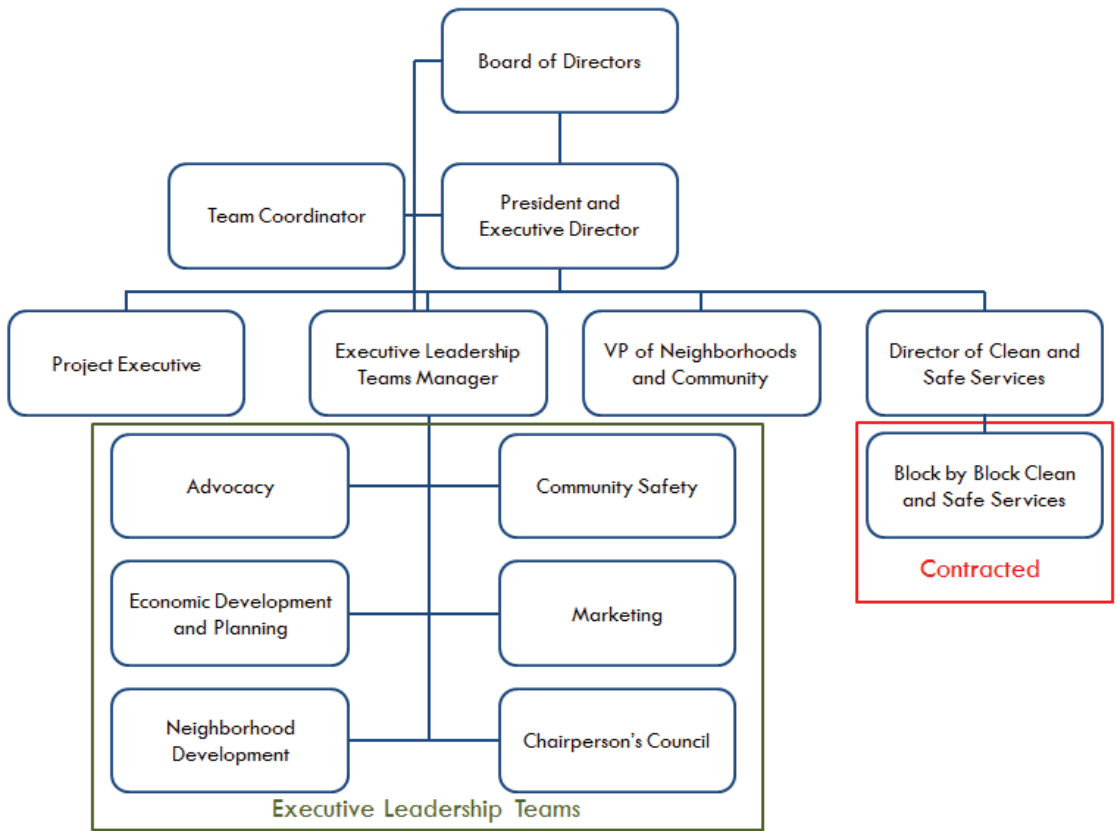 Board of Directors
Team Coordinator
President and
Executive Director
Project Executive
Executive Leadership
Teams Manager
VP of Neighborhoods
and Community
Director of Clean and
Safe Services
Advocacy
Community Safety
Block by Block Clean
and Safe Services
Contracted
Economic Development
and Planning
Marketing
Neighborhood
Development
Chairperson's Council
Executive Leadership Teams